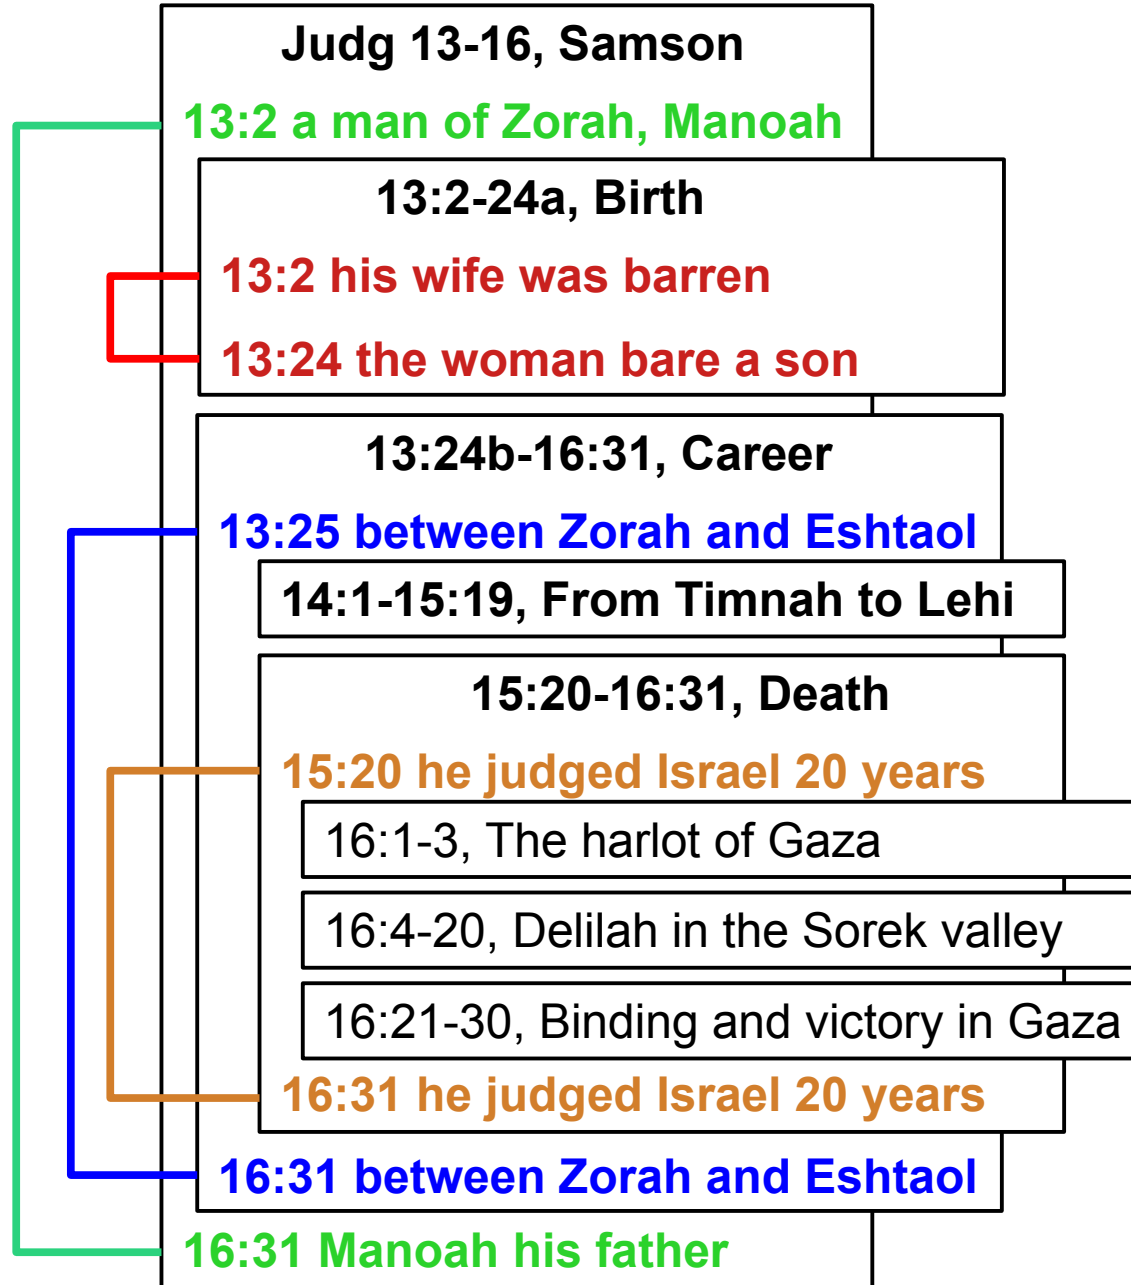 Judg 13-16, Samson
13:2 a man of Zorah, Manoah
13:2-24a, Birth
13:2 his wife was barren
13:24 the woman bare a son
13:24b-16:31, Career
13:25 between Zorah and Eshtaol
14:1-15:19, From Timnah to Lehi
15:20-16:31, Death
15:20 he judged Israel 20 years
16:1-3, The harlot of Gaza
16:4-20, Delilah in the Sorek valley
16:21-30, Binding and victory in Gaza
16:31 he judged Israel 20 years
16:31 between Zorah and Eshtaol
16:31 Manoah his father